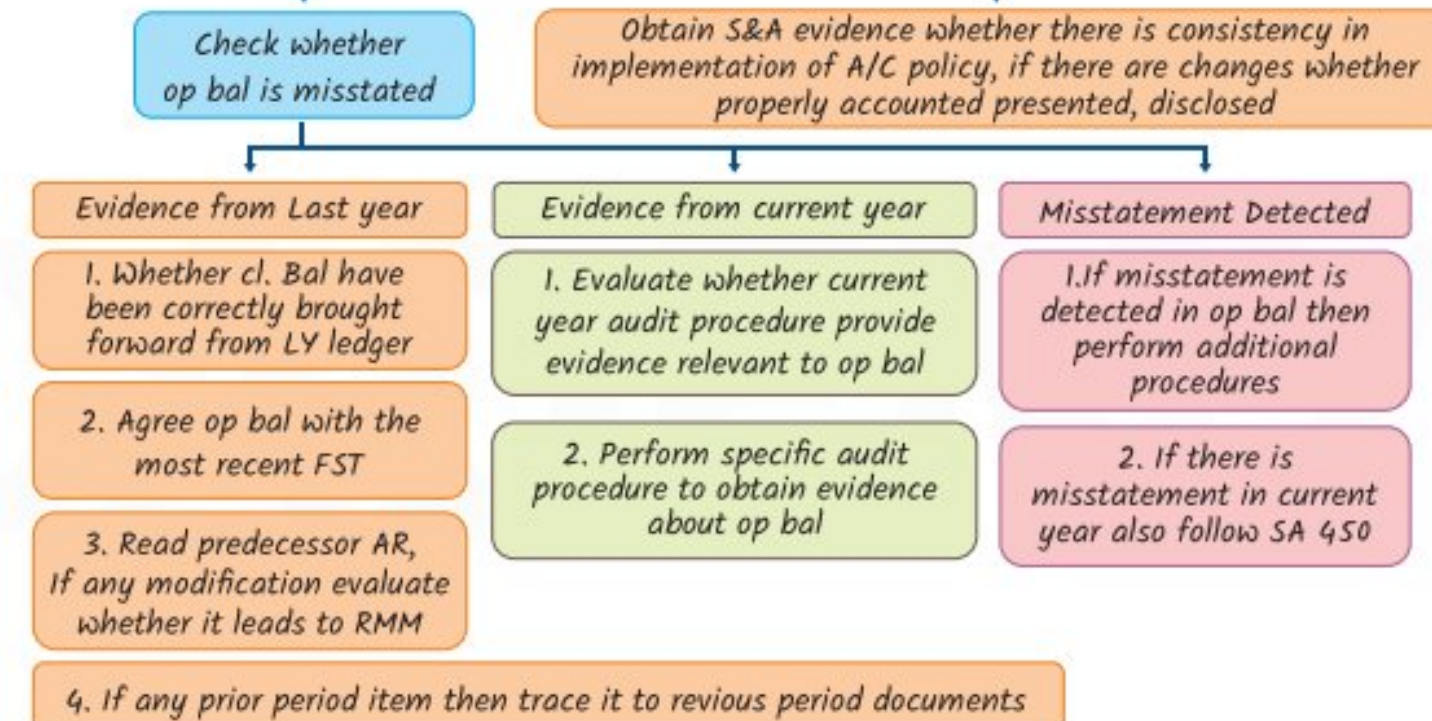 Check whether
op bal is misstated
Obtain S&A evidence whether there is consistency in
implementation of A/C policy, if there are changes whether
properly accounted presented, disclosed
Evidence from Last year
1. Whether cl. Bal have
been correctly brought
forward from LY ledger
2. Agree op bal with the
most recent FST
3. Read predecessor AR,
If any modification evaluate
whether it leads to RMM
4. If any prior period item then trace it to revious period documents
Evidence from current year
1. Evaluate whether current
year audit procedure provide
evidence relevant to op bal
2. Perform specific audit
procedure to obtain evidence
about op bal
Misstatement Detected
1.If misstatement is
detected in op bal then
perform additional
procedures
2. If there is
misstatement in current
year also follow SA 450